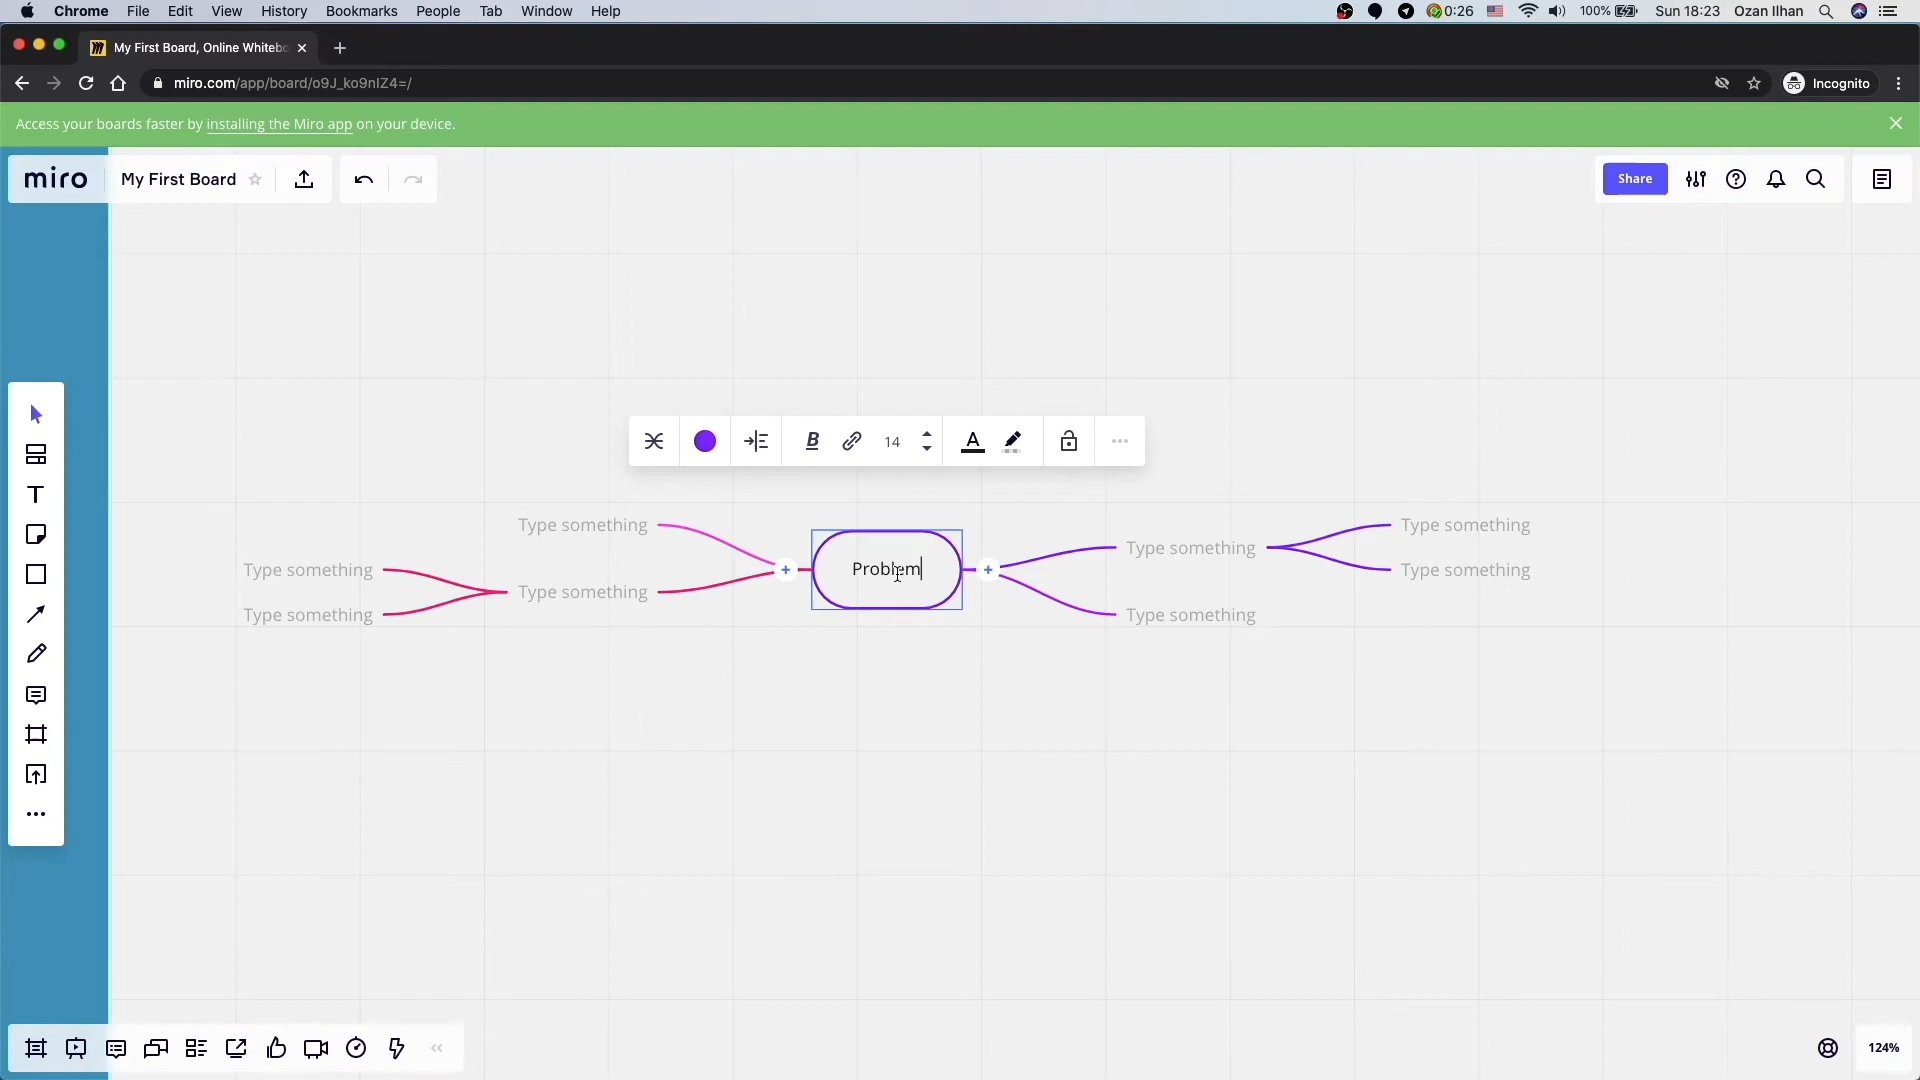 Chrome File Edit View History Bookmarks People Tab Window Help 0:26 100% Sun 18:23 Ozan Ilhan
My First Board, Online Whitebo
miro.com/app/board/o9J_ko9nIZ4=/ Incognito
Access your boards faster by installing the Miro app on your device.
miro My First Board Share
B 14 A
Type something Type something
Type something Type something
Problem
Type something Type something
Type something
Type something Type something
T
124%